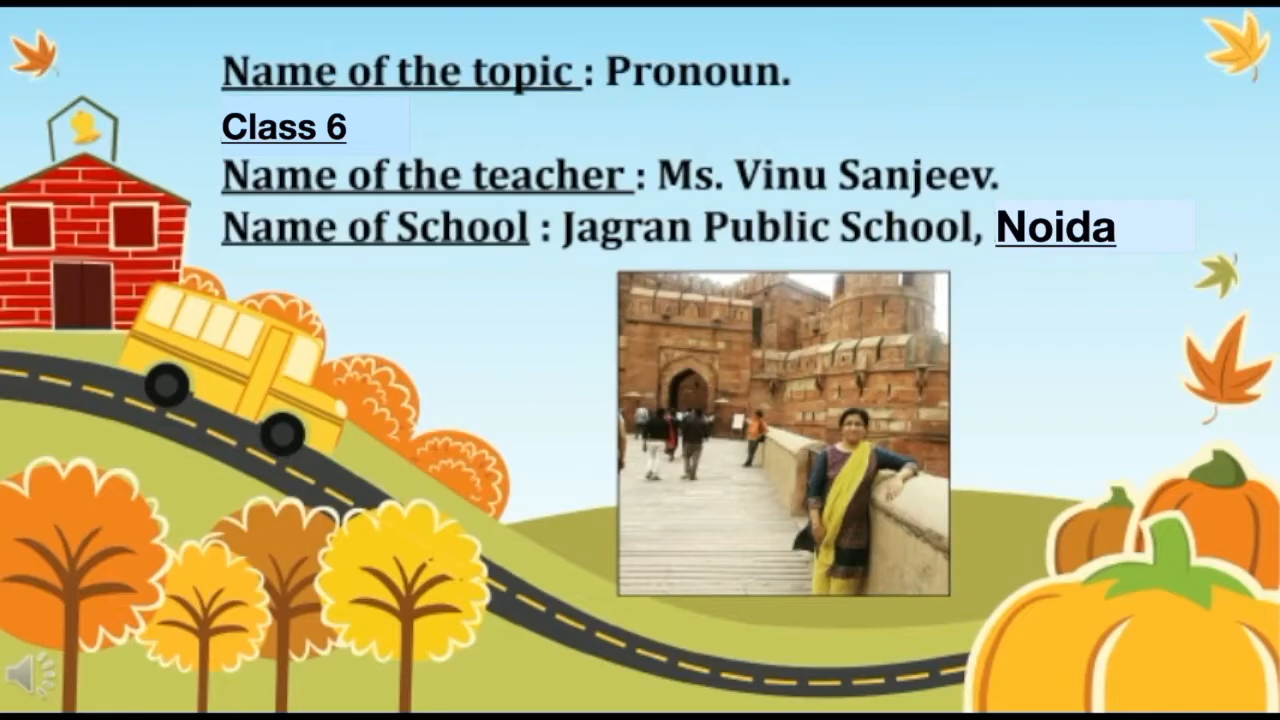 Name of the topic : Pronoun.
Class 6
Name of the teacher : Ms. Vinu Sanjeev.
Name of School : Jagran Public School, Noida